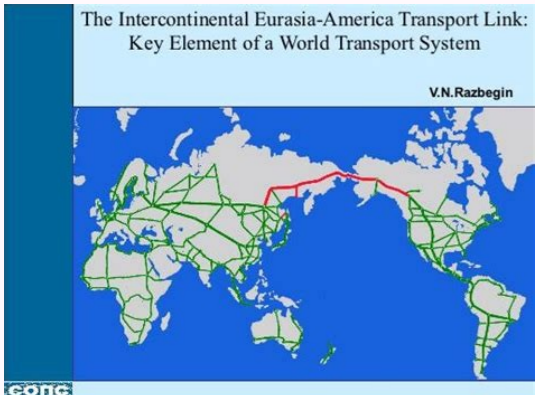 The Intercontinental Eurasia-America Transport Link:
Key Element of a World Transport System
V.N.Razbegin